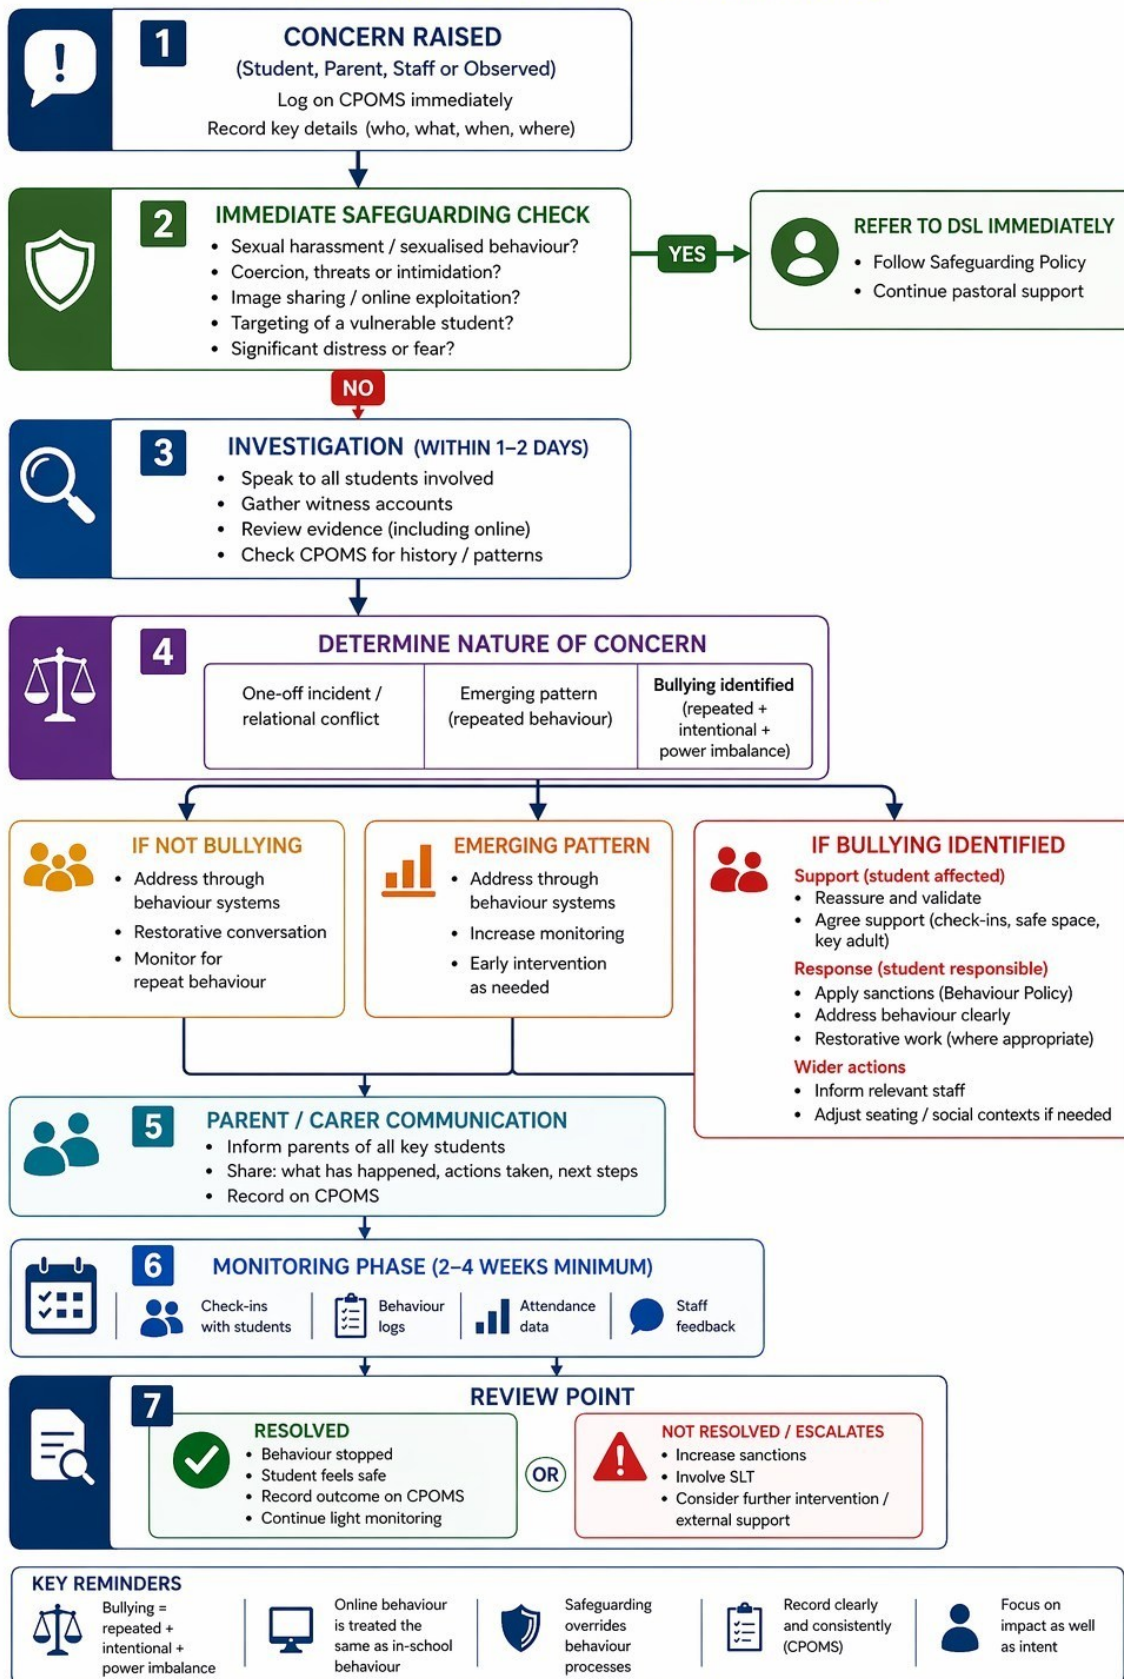 1
CONCERN RAISED
(Student, Parent, Staff or Observed)
Log on CPOMS immediately
Record key details (who, what, when, where)
2
IMMEDIATE SAFEGUARDING CHECK
• Sexual harassment / sexualised behaviour?
• Coercion, threats or intimidation?
• Image sharing / online exploitation?
• Targeting of a vulnerable student?
• Significant distress or fear?
YES
REFER TO DSL IMMEDIATELY
• Follow Safeguarding Policy
• Continue pastoral support
NO
3
INVESTIGATION (WITHIN 1–2 DAYS)
• Speak to all students involved
• Gather witness accounts
• Review evidence (including online)
• Check CPOMS for history / patterns
4
DETERMINE NATURE OF CONCERN
One-off incident /
relational conflict
Emerging pattern
(repeated behaviour)
Bullying identified
(repeated +
intentional +
power imbalance)
IF NOT BULLYING
• Address through
behaviour systems
• Restorative conversation
• Monitor for
repeat behaviour
EMERGING PATTERN
• Address through
behaviour systems
• Increase monitoring
• Early intervention
as needed
IF BULLYING IDENTIFIED
Support (student affected)
• Reassure and validate
• Agree support (check-ins, safe space,
key adult)
Response (student responsible)
• Apply sanctions (Behaviour Policy)
• Address behaviour clearly
• Restorative work (where appropriate)
Wider actions
• Inform relevant staff
• Adjust seating / social contexts if needed
5
PARENT / CARER COMMUNICATION
• Inform parents of all key students
• Share: what has happened, actions taken, next steps
• Record on CPOMS
6
MONITORING PHASE (2–4 WEEKS MINIMUM)
Check-ins
with students
Behaviour
logs
Attendance
data
Staff
feedback
7
REVIEW POINT
RESOLVED
• Behaviour stopped
• Student feels safe
• Record outcome on CPOMS
• Continue light monitoring
OR
NOT RESOLVED / ESCALATES
• Increase sanctions
• Involve SLT
• Consider further intervention /
external support
KEY REMINDERS
Bullying =
repeated +
intentional +
power imbalance
Online behaviour
is treated the
same as in-school
behaviour
Safeguarding
overrides
behaviour
processes
Record clearly
and consistently
(CPOMS)
Focus on
impact as well
as intent